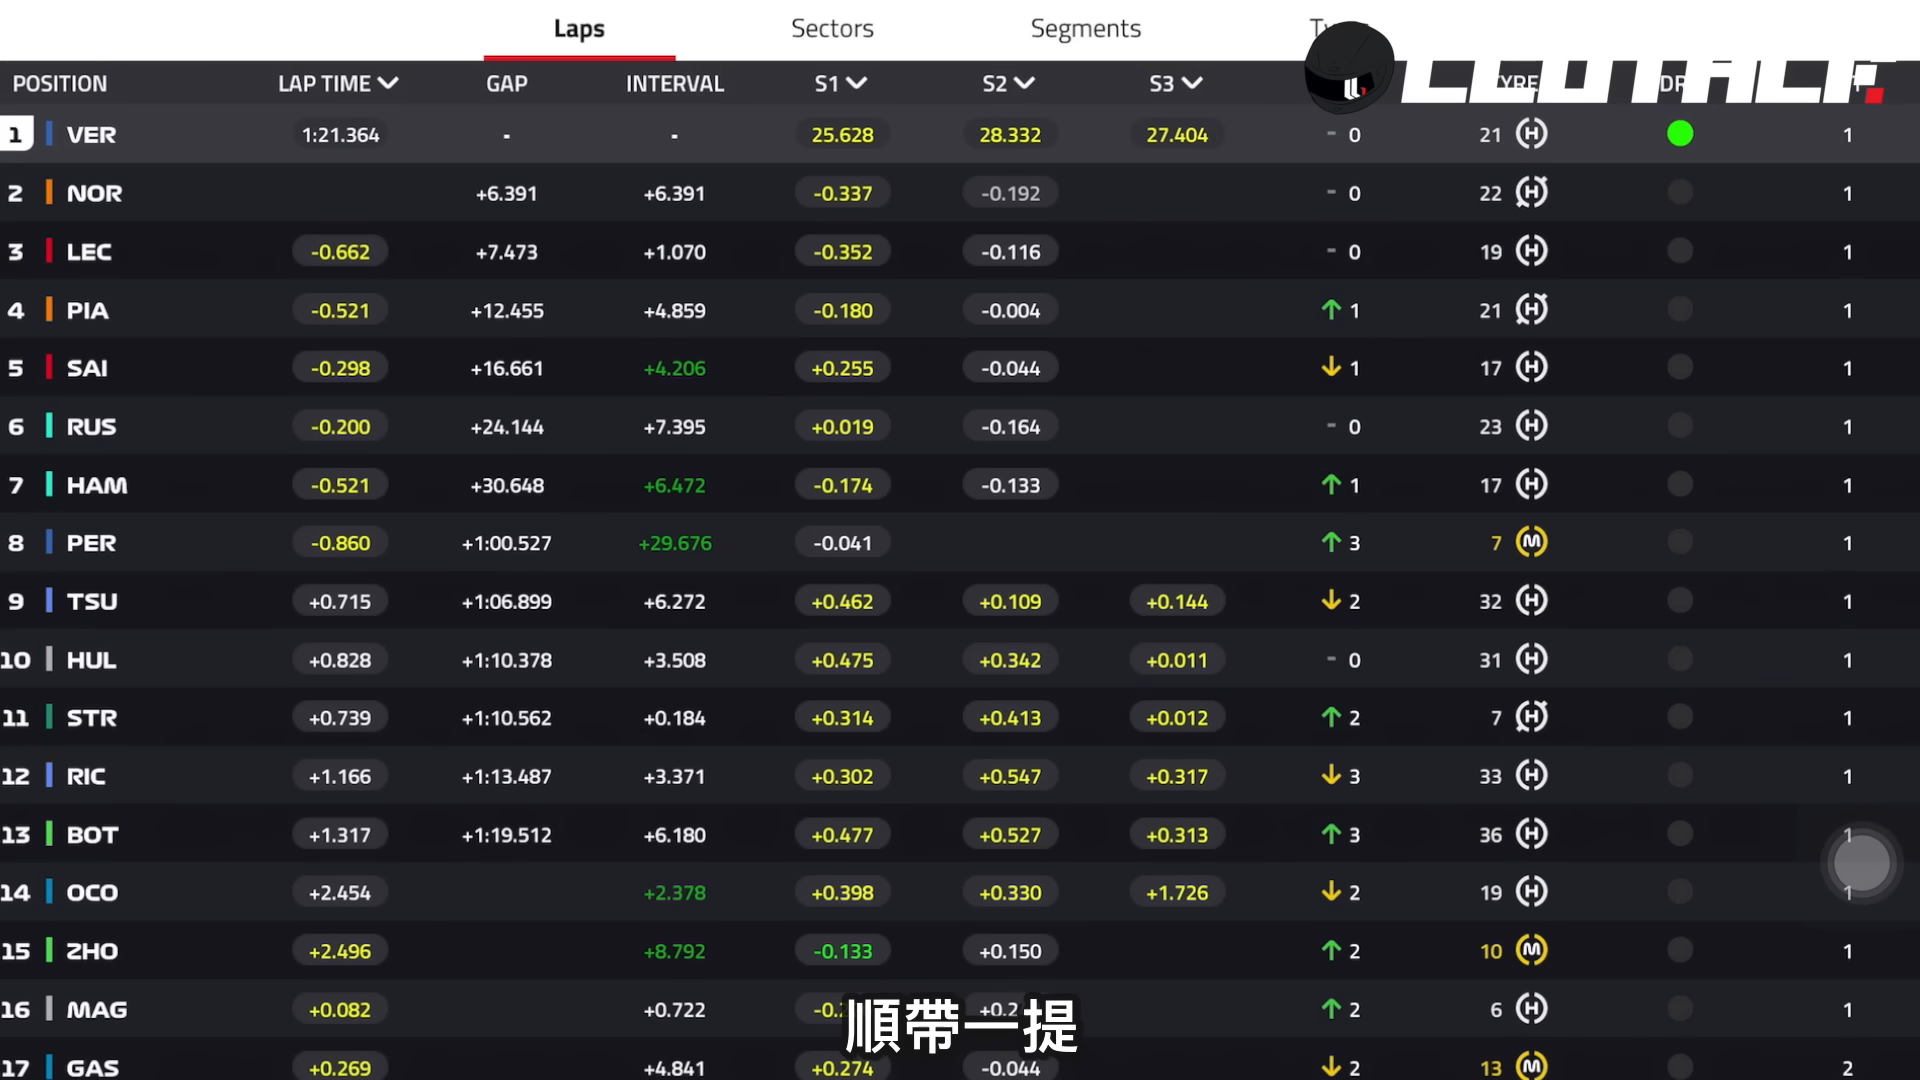 Laps Sectors Segments
POSITION LAP TIME GAP INTERVAL S1 S2 S3
1 VER 1:21.364 - - 25.628 28.332 27.404 - 0 21 H 1
2 NOR +6.391 +6.391 -0.337 -0.192 - 0 22 H 1
3 LEC -0.662 +7.473 +1.070 -0.352 -0.116 - 0 19 H 1
4 PIA -0.521 +12.455 +4.859 -0.180 -0.004 1 21 H 1
5 SAI -0.298 +16.661 +4.206 +0.255 -0.044 1 17 H 1
6 RUS -0.200 +24.144 +7.395 +0.019 -0.164 - 0 23 H 1
7 HAM -0.521 +30.648 +6.472 -0.174 -0.133 1 17 H 1
8 PER -0.860 +1:00.527 +29.676 -0.041 3 7 M 1
9 TSU +0.715 +1:06.899 +6.272 +0.462 +0.109 +0.144 2 32 H 1
10 HUL +0.828 +1:10.378 +3.508 +0.475 +0.342 +0.011 - 0 31 H 1
11 STR +0.739 +1:10.562 +0.184 +0.314 +0.413 +0.012 2 7 H 1
12 RIC +1.166 +1:13.487 +3.371 +0.302 +0.547 +0.317 3 33 H 1
13 BOT +1.317 +1:19.512 +6.180 +0.477 +0.527 +0.313 3 36 H 1
14 OCO +2.454 +2.378 +0.398 +0.330 +1.726 2 19 H 1
15 ZHO +2.496 +8.792 -0.133 +0.150 2 10 M 1
16 MAG +0.082 +0.722 2 6 H 1
順帶一提
17 GAS +0.269 +4.841 +0.274 -0.044 2 13 M 2